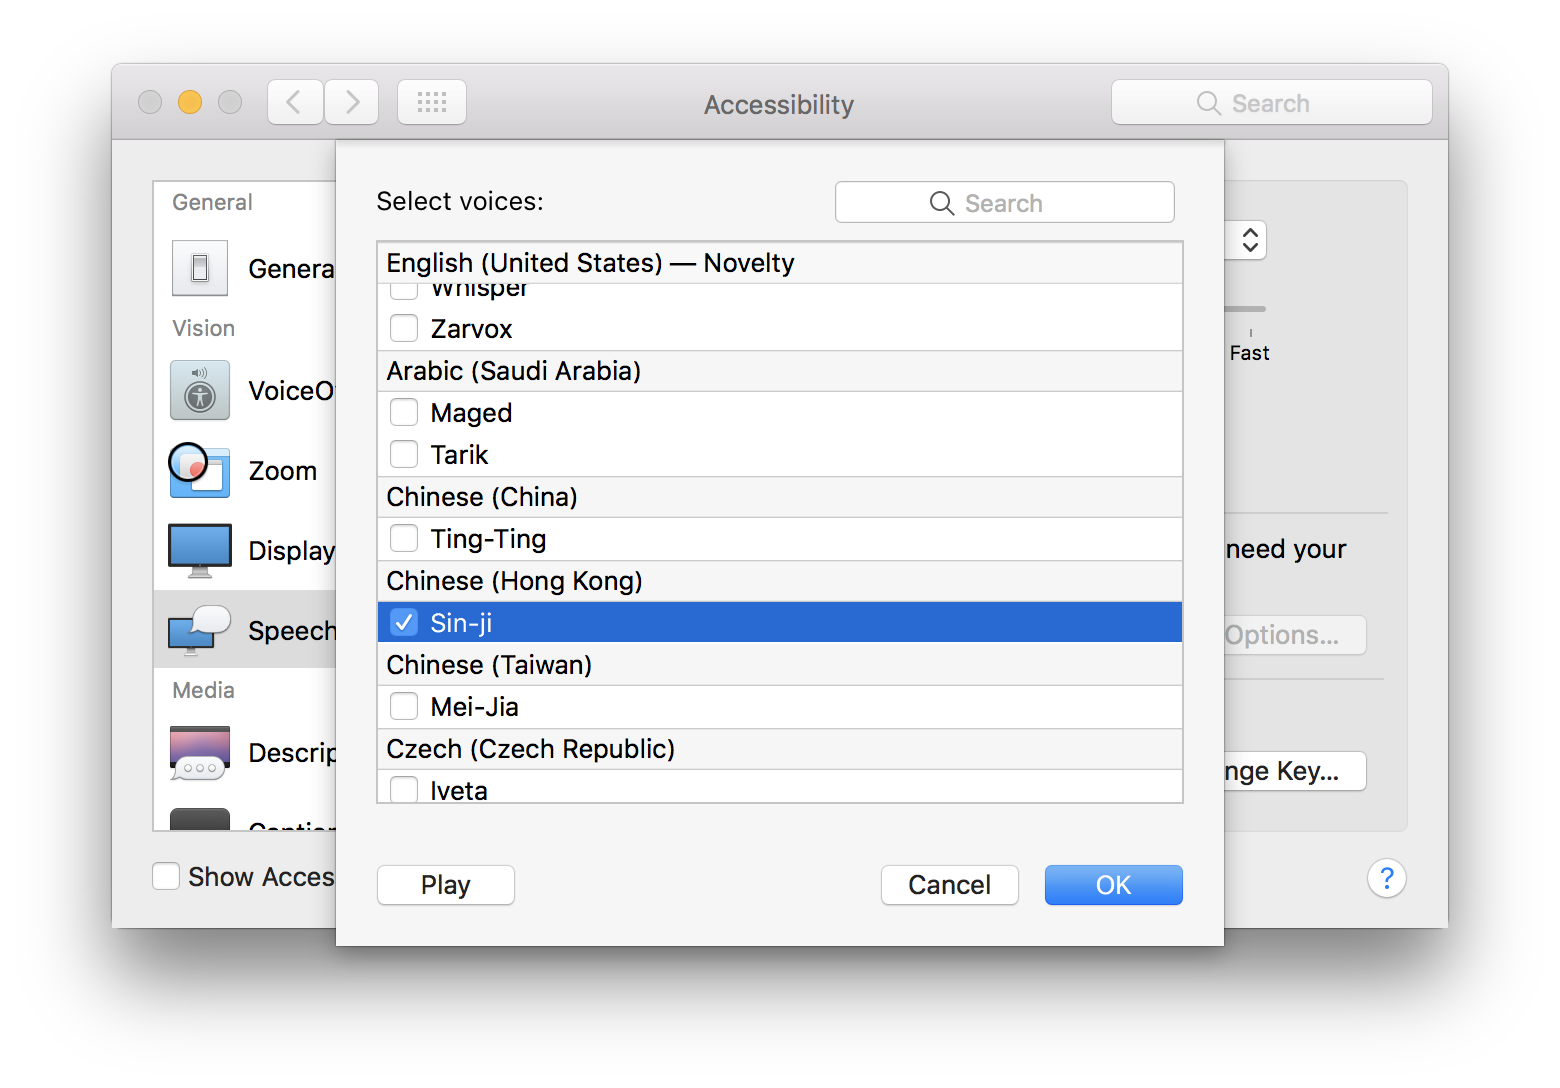 Accessibility
Search
Select voices:
Search
English (United States) — Novelty
Whisper
Zarvox
Arabic (Saudi Arabia)
Maged
Tarik
Chinese (China)
Ting-Ting
Chinese (Hong Kong)
Sin-ji
Chinese (Taiwan)
Mei-Jia
Czech (Czech Republic)
Iveta
Play
Cancel
OK
General
Genera
Vision
VoiceO
Zoom
Display
Speech
Media
Descrip
Show Acces
Fast
need your
Options...
nge Key...
?